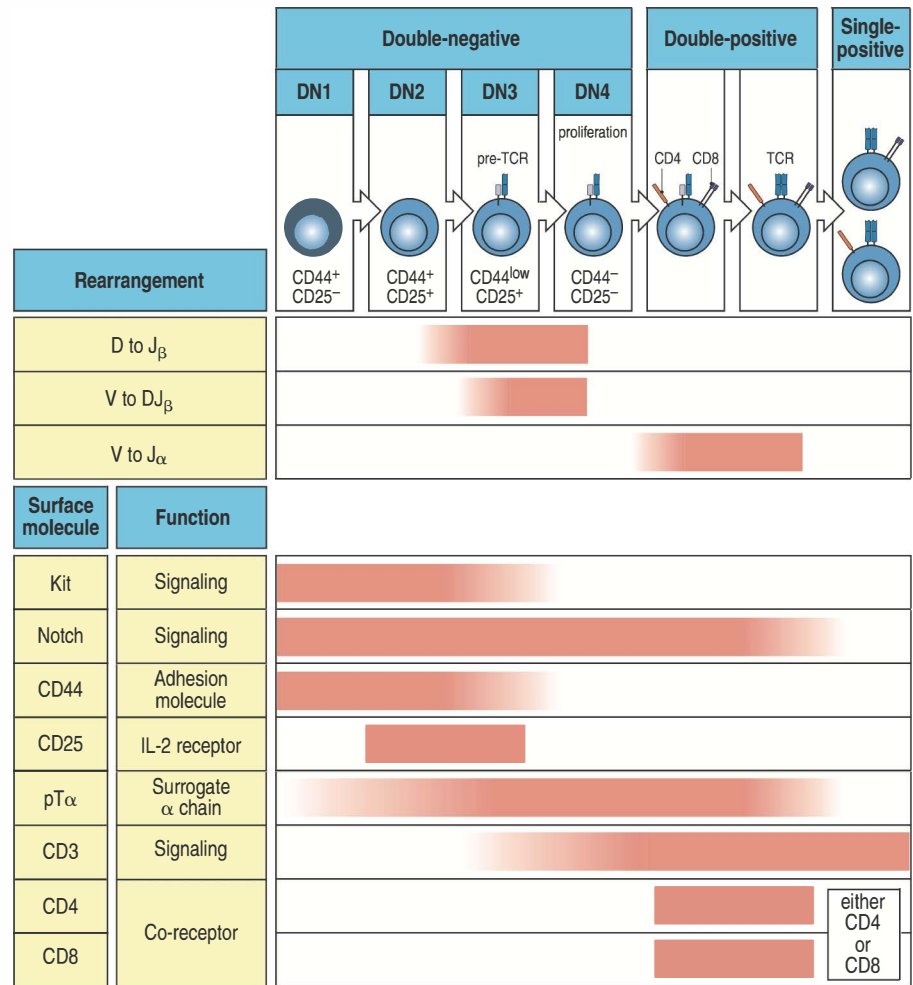 Double-negative
Double-positive
Single-
positive
DN1
DN2
DN3
DN4
proliferation
pre-TCR
CD4
CD8
TCR
CD44+
CD25–
CD44+
CD25+
CD44low
CD25+
CD44–
CD25–
Rearrangement
D to Jβ
V to DJβ
V to Jα
Surface
molecule
Function
Kit
Signaling
Notch
Signaling
CD44
Adhesion
molecule
CD25
IL-2 receptor
pTα
Surrogate
α chain
CD3
Signaling
CD4
Co-receptor
CD8
either
CD4
or
CD8